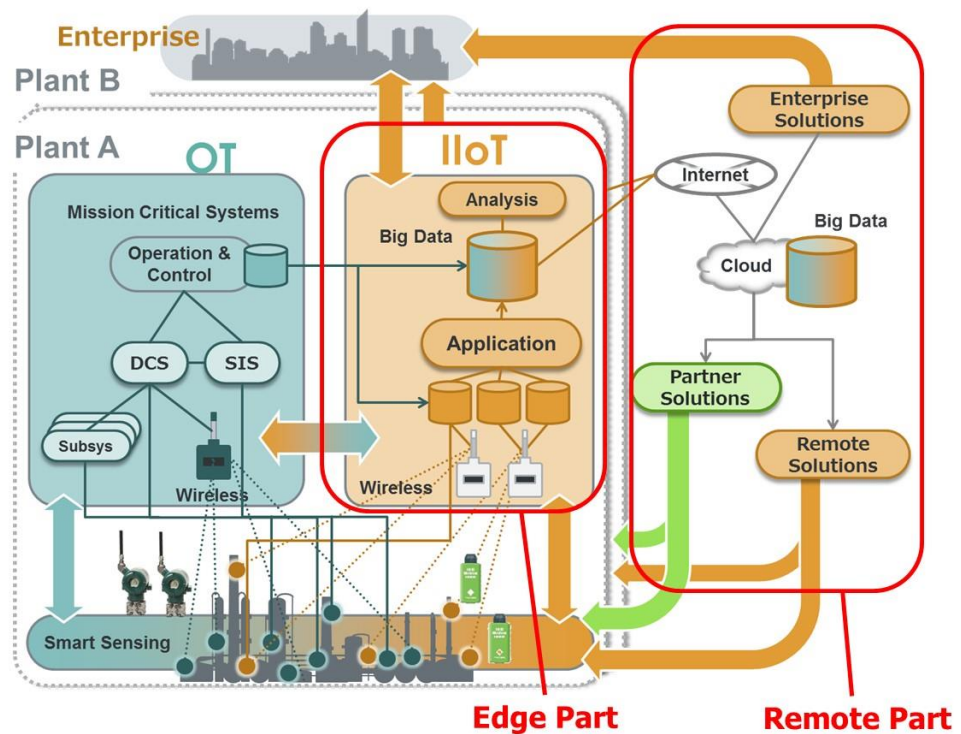 Enterprise
Plant B
Plant A
OT
IIoT
Mission Critical Systems
Operation &
Control
DCS
SIS
Subsys
Wireless
Analysis
Big Data
Application
Wireless
Smart Sensing
Enterprise
Solutions
Internet
Big Data
Cloud
Partner
Solutions
Remote
Solutions
Edge Part
Remote Part